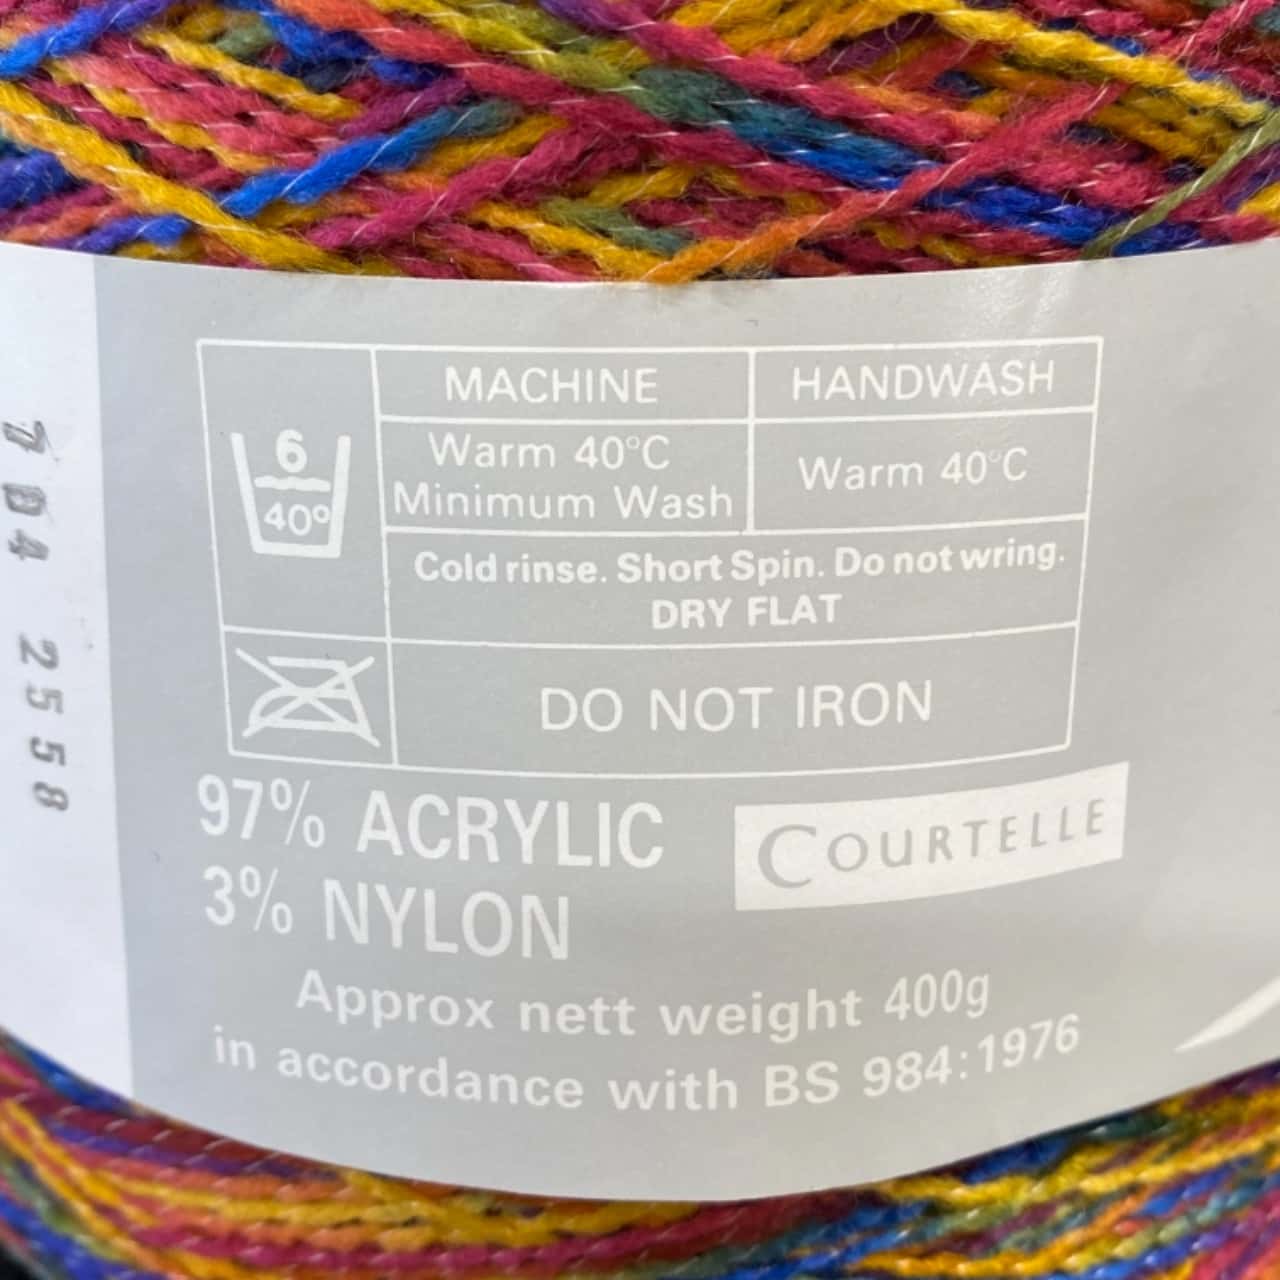 MACHINE HANDWASH
6
40°
Warm 40°C
Minimum Wash
Warm 40°C
Cold rinse. Short Spin. Do not wring.
DRY FLAT
DO NOT IRON
97% ACRYLIC
3% NYLON
COURTELLE
Approx nett weight 400g
in accordance with BS 984:1976
2558